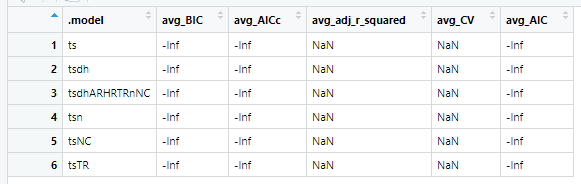 .model avg_BIC avg_AICc avg_adj_r_squared avg_CV avg_AIC
1 ts -Inf -Inf NaN NaN -Inf
2 tsdh -Inf -Inf NaN NaN -Inf
3 tsdhARHRTRnNC -Inf -Inf NaN NaN -Inf
4 tsn -Inf -Inf NaN NaN -Inf
5 tsNC -Inf -Inf NaN NaN -Inf
6 tsTR -Inf -Inf NaN NaN -Inf